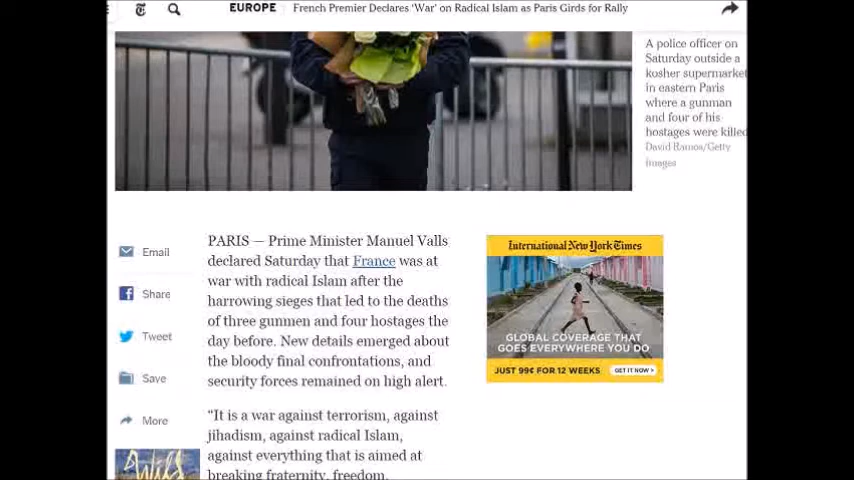 EUROPE
French Premier Declares 'War' on Radical Islam as Paris Girds for Rally
A police officer on
Saturday outside a
kosher supermarket
in eastern Paris
where a gunman
and four of his
hostages were killed
David Ramos/Getty
Images
Email
Share
Tweet
Save
More
PARIS — Prime Minister Manuel Valls
declared Saturday that France was at
war with radical Islam after the
harrowing sieges that led to the deaths
of three gunmen and four hostages the
day before. New details emerged about
the bloody final confrontations, and
security forces remained on high alert.
"It is a war against terrorism, against
jihadism, against radical Islam,
against everything that is aimed at
breaking fraternity, freedom,
International New York Times
GLOBAL COVERAGE THAT
GOES EVERYWHERE YOU DO
JUST 99¢ FOR 12 WEEKS
GET IT NOW >
Wild